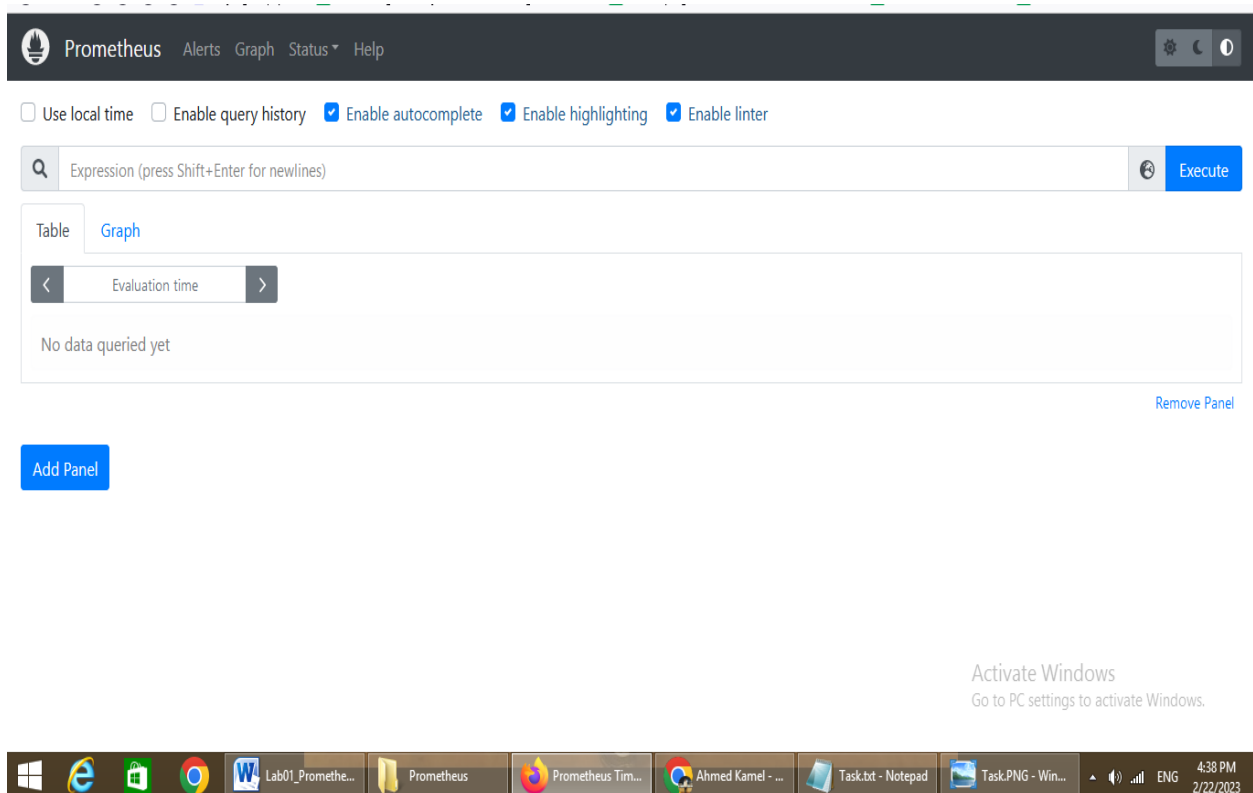 Prometheus Alerts Graph Status Help
Use local time Enable query history Enable autocomplete Enable highlighting Enable linter
Expression (press Shift+Enter for newlines) Execute
Table Graph
Evaluation time
No data queried yet
Remove Panel
Add Panel
Activate Windows
Go to PC settings to activate Windows.
Lab01_Promethe... Prometheus Prometheus Tim... Ahmed Kamel - ... Task.txt - Notepad Task.PNG - Win... ENG 4:38 PM
2/22/2023